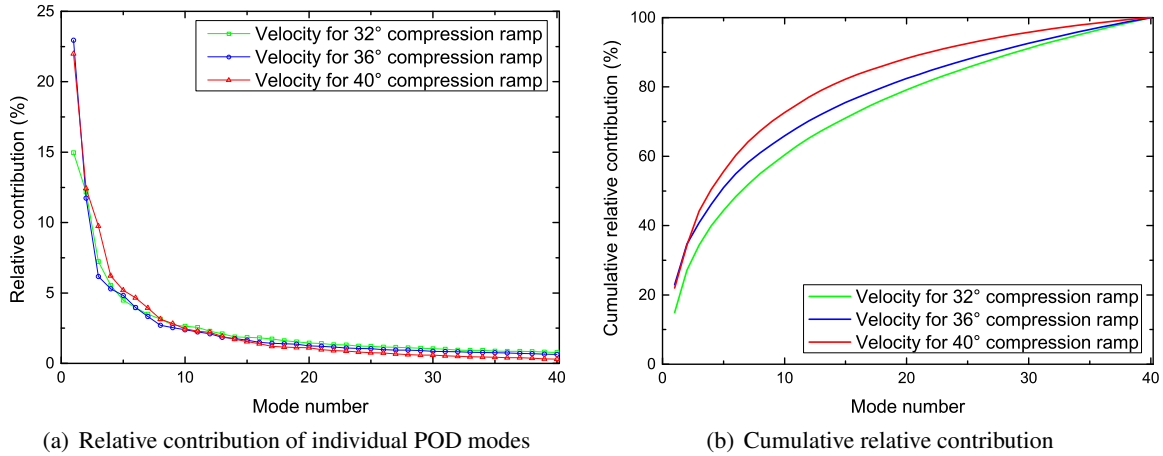 25
20
15
10
5
0
0
10
20
30
40
Relative contribution (%)
Mode number
Velocity for 32° compression ramp
Velocity for 36° compression ramp
Velocity for 40° compression ramp
(a) Relative contribution of individual POD modes
100
80
60
40
20
0
0
10
20
30
40
Cumulative relative contribution (%)
Mode number
Velocity for 32° compression ramp
Velocity for 36° compression ramp
Velocity for 40° compression ramp
(b) Cumulative relative contribution